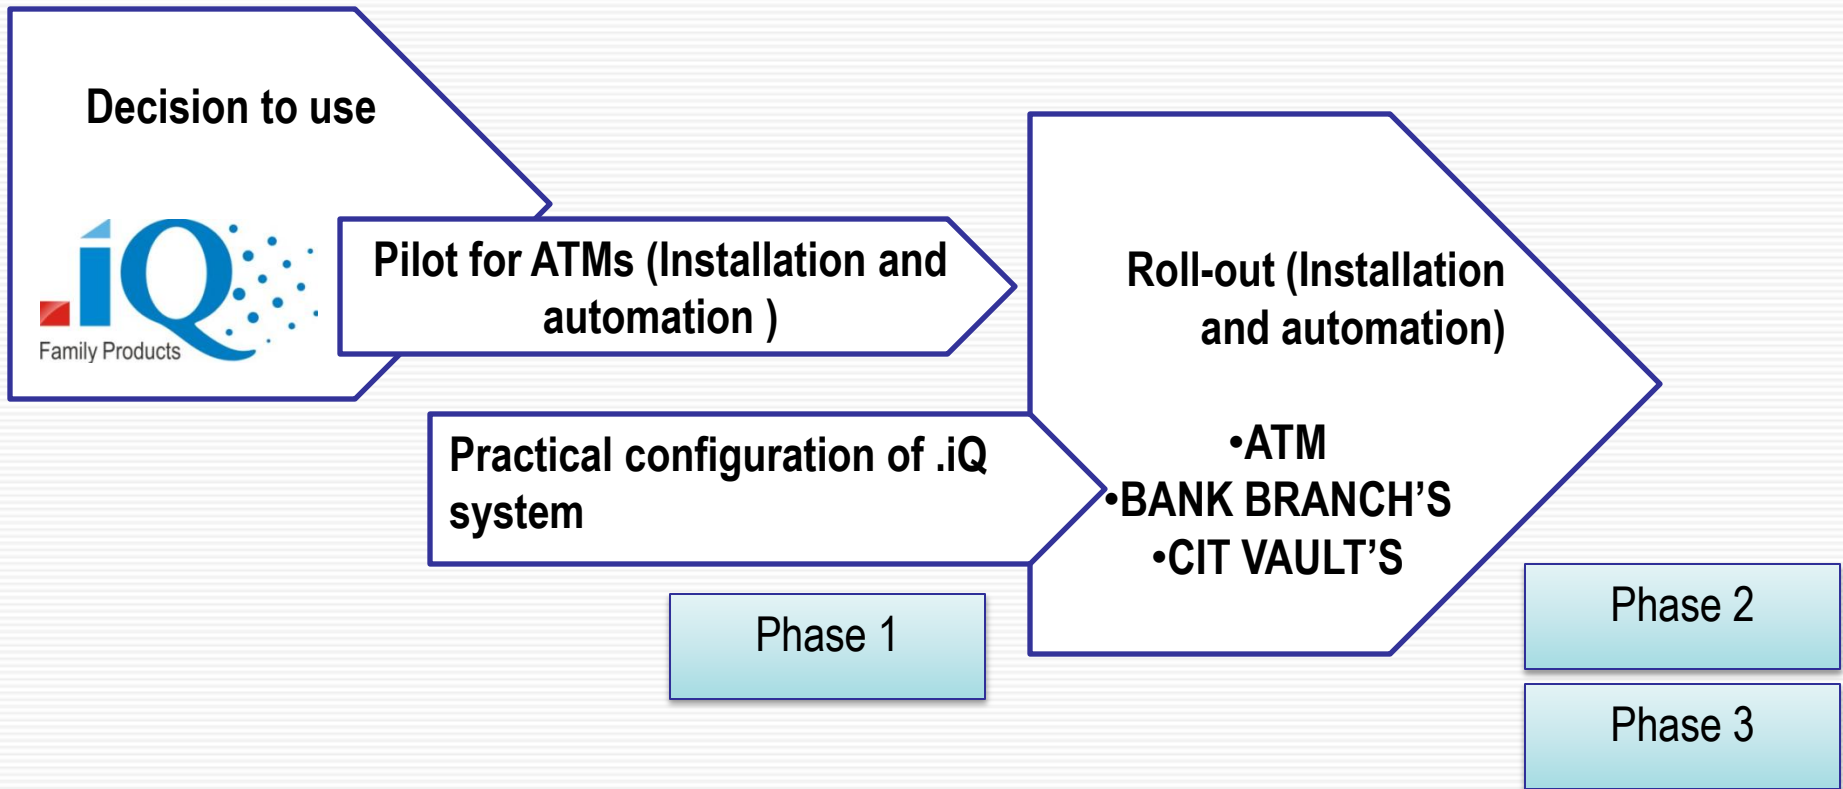 Decision to use
.iQ
Family Products
Pilot for ATMs (Installation and
automation )
Practical configuration of .iQ
system
Roll-out (Installation
and automation)
•ATM
•BANK BRANCH’S
•CIT VAULT’S
Phase 1
Phase 2
Phase 3